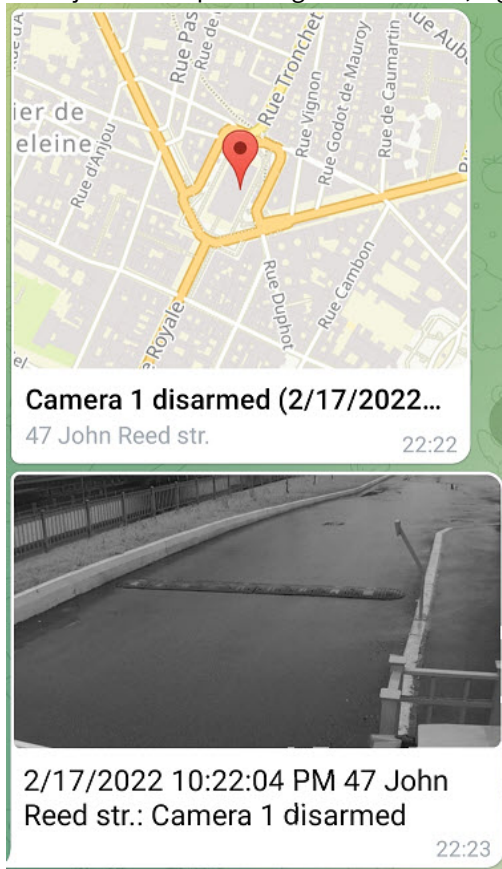 Rue Pas
Rue de
Rue Tronchet
Rue Vignon
Rue Godot de Mauroy
Rue de Caumartin
ue Aub
ier de
eleine
Rue d'Anjou
Rue Duphot
Rue Cambon
Royale
Camera 1 disarmed (2/17/2022...
47 John Reed str.
22:22
2/17/2022 10:22:04 PM 47 John
Reed str.: Camera 1 disarmed
22:23